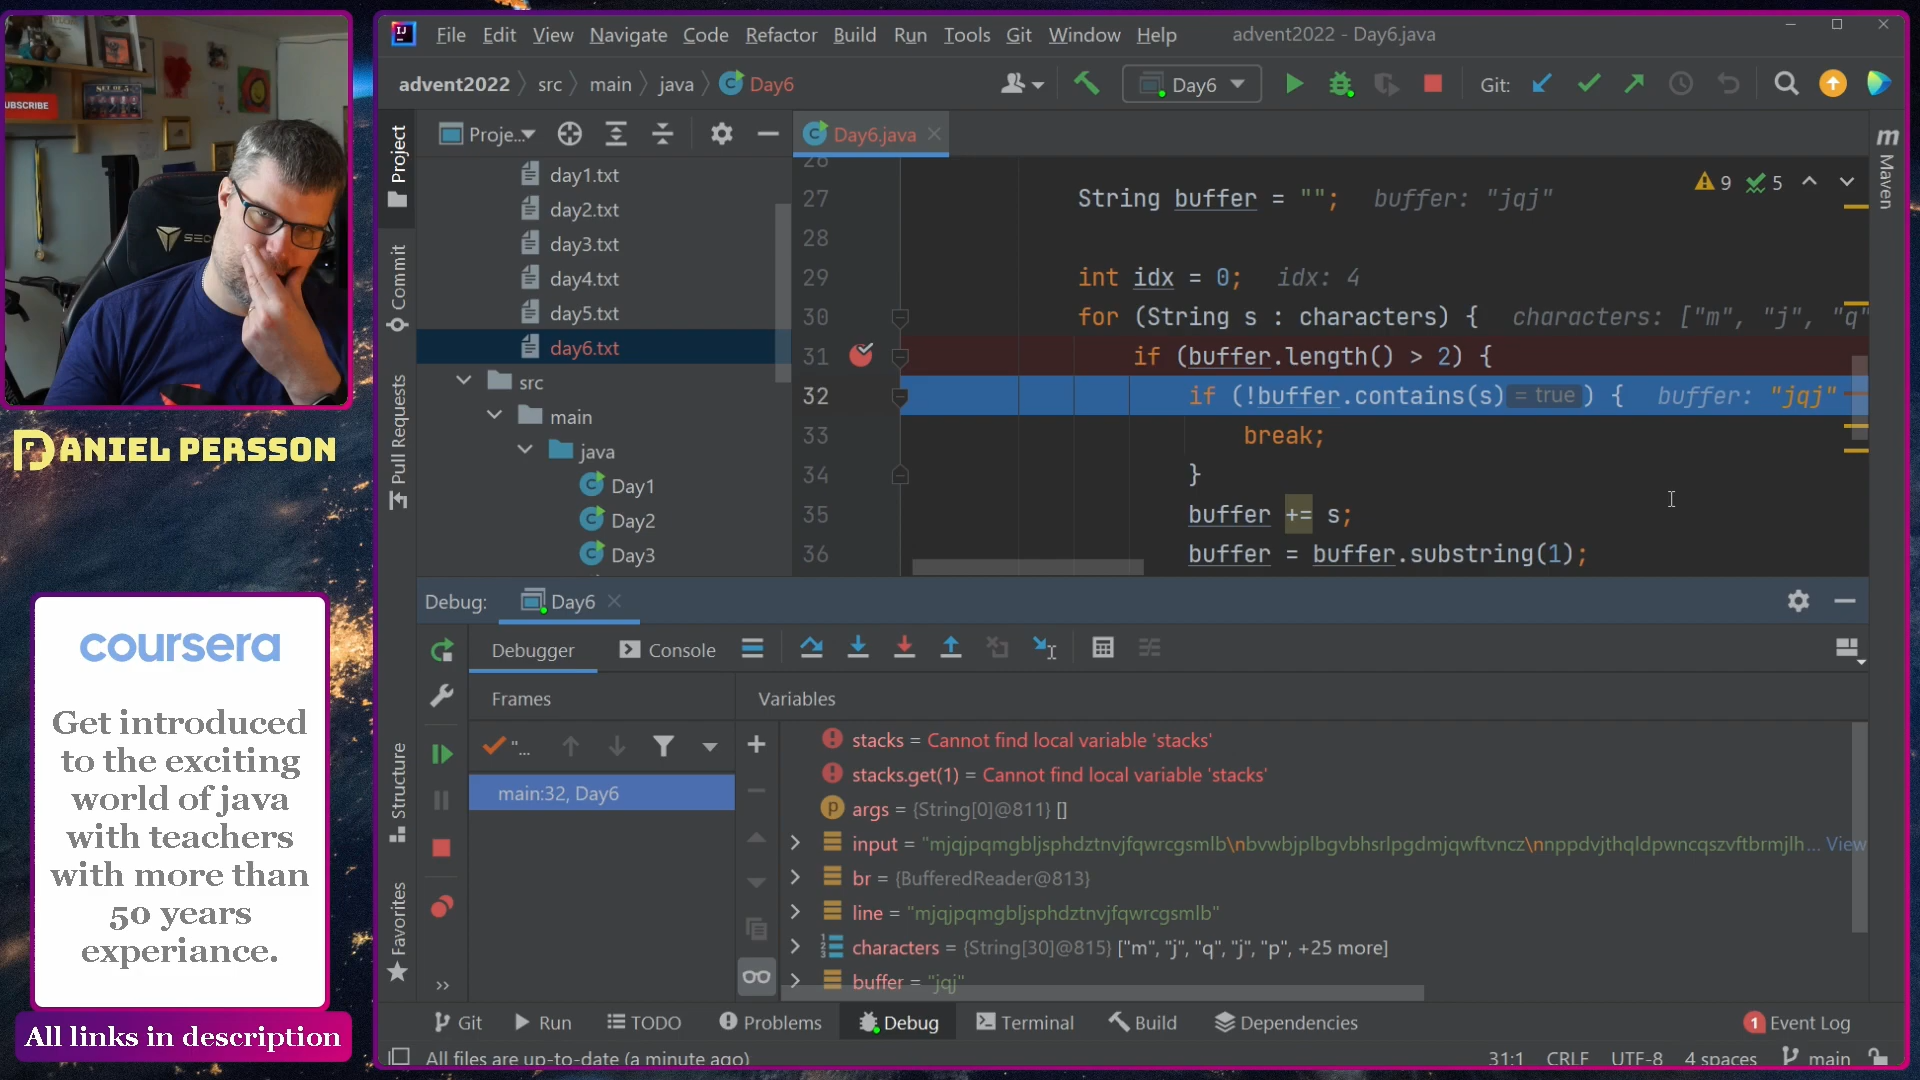 File Edit View Navigate Code Refactor Build Run Tools Git Window Help advent2022 - Day6.java
advent2022 src main java Day6
Day6
Git:
SUBSCRIBE
SET OF 5
Proje...
Day6.java
Project
Commit
Pull Requests
Structure
Favorites
Maven
day1.txt
day2.txt
day3.txt
day4.txt
day5.txt
day6.txt
src
main
java
Day1
Day2
Day3
9 5
26
27 String buffer = ""; buffer: "jqj"
28
29 int idx = 0; idx: 4
30 for (String s : characters) { characters: ["m", "j", "q"
31 if (buffer.length() > 2) {
32 if (!buffer.contains(s) = true ) { buffer: "jqj"
33 break;
34 }
35 buffer += s;
36 buffer = buffer.substring(1);
DANIEL PERSSON
coursera
Get introduced
to the exciting
world of java
with teachers
with more than
50 years
experiance.
All links in description
Debug: Day6
Debugger Console
Frames
Variables
"...
main:32, Day6
stacks = Cannot find local variable 'stacks'
stacks.get(1) = Cannot find local variable 'stacks'
args = {String[0]@811} []
input = "mjqjpqmgbljsphdztnvjfqwrcgsmlb\nbvwbjplbgvbhsrlpgdmjqwftvncz\nnppdvjthqldpwncqszvftbrmjlh... View
br = {BufferedReader@813}
line = "mjqjpqmgbljsphdztnvjfqwrcgsmlb"
characters = {String[30]@815} ["m", "j", "q", "j", "p", +25 more]
buffer = "jqj"
Git Run TODO Problems Debug Terminal Build Dependencies 1 Event Log
All files are up-to-date (a minute ago) 31:1 CRLF UTF-8 4 spaces main